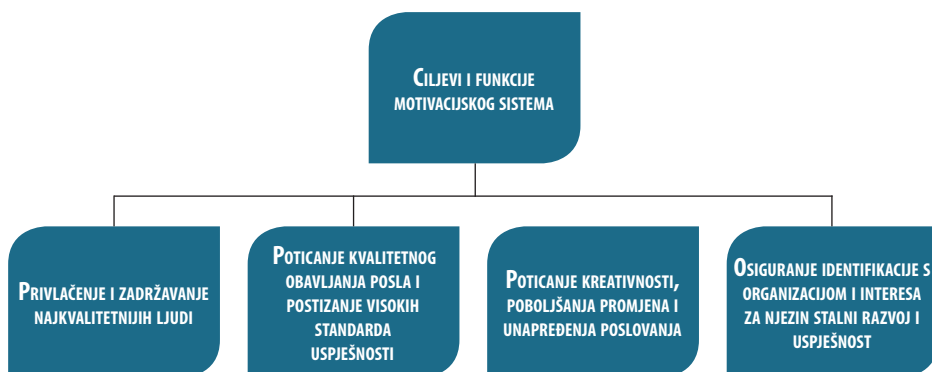 CILJEVI I FUNKCIJE
MOTIVACIJSKOG SISTEMA
PRIVLAČENJE I ZADRŽAVANJE
NAJKVALITETNIJIH LJUDI
POTICANJE KVALITETNOG
OBAVLJANJA POSLA I
POSTIZANJE VISOKIH
STANDARDA
USPJEŠNOSTI
POTICANJE KREATIVNOSTI,
POBOLJŠANJA PROMJENA I
UNAPREĐENJA POSLOVANJA
OSIGURANJE IDENTIFIKACIJE S
ORGANIZACIJOM I INTERESA
ZA NJEZIN STALNI RAZVOJ I
USPJEŠNOST